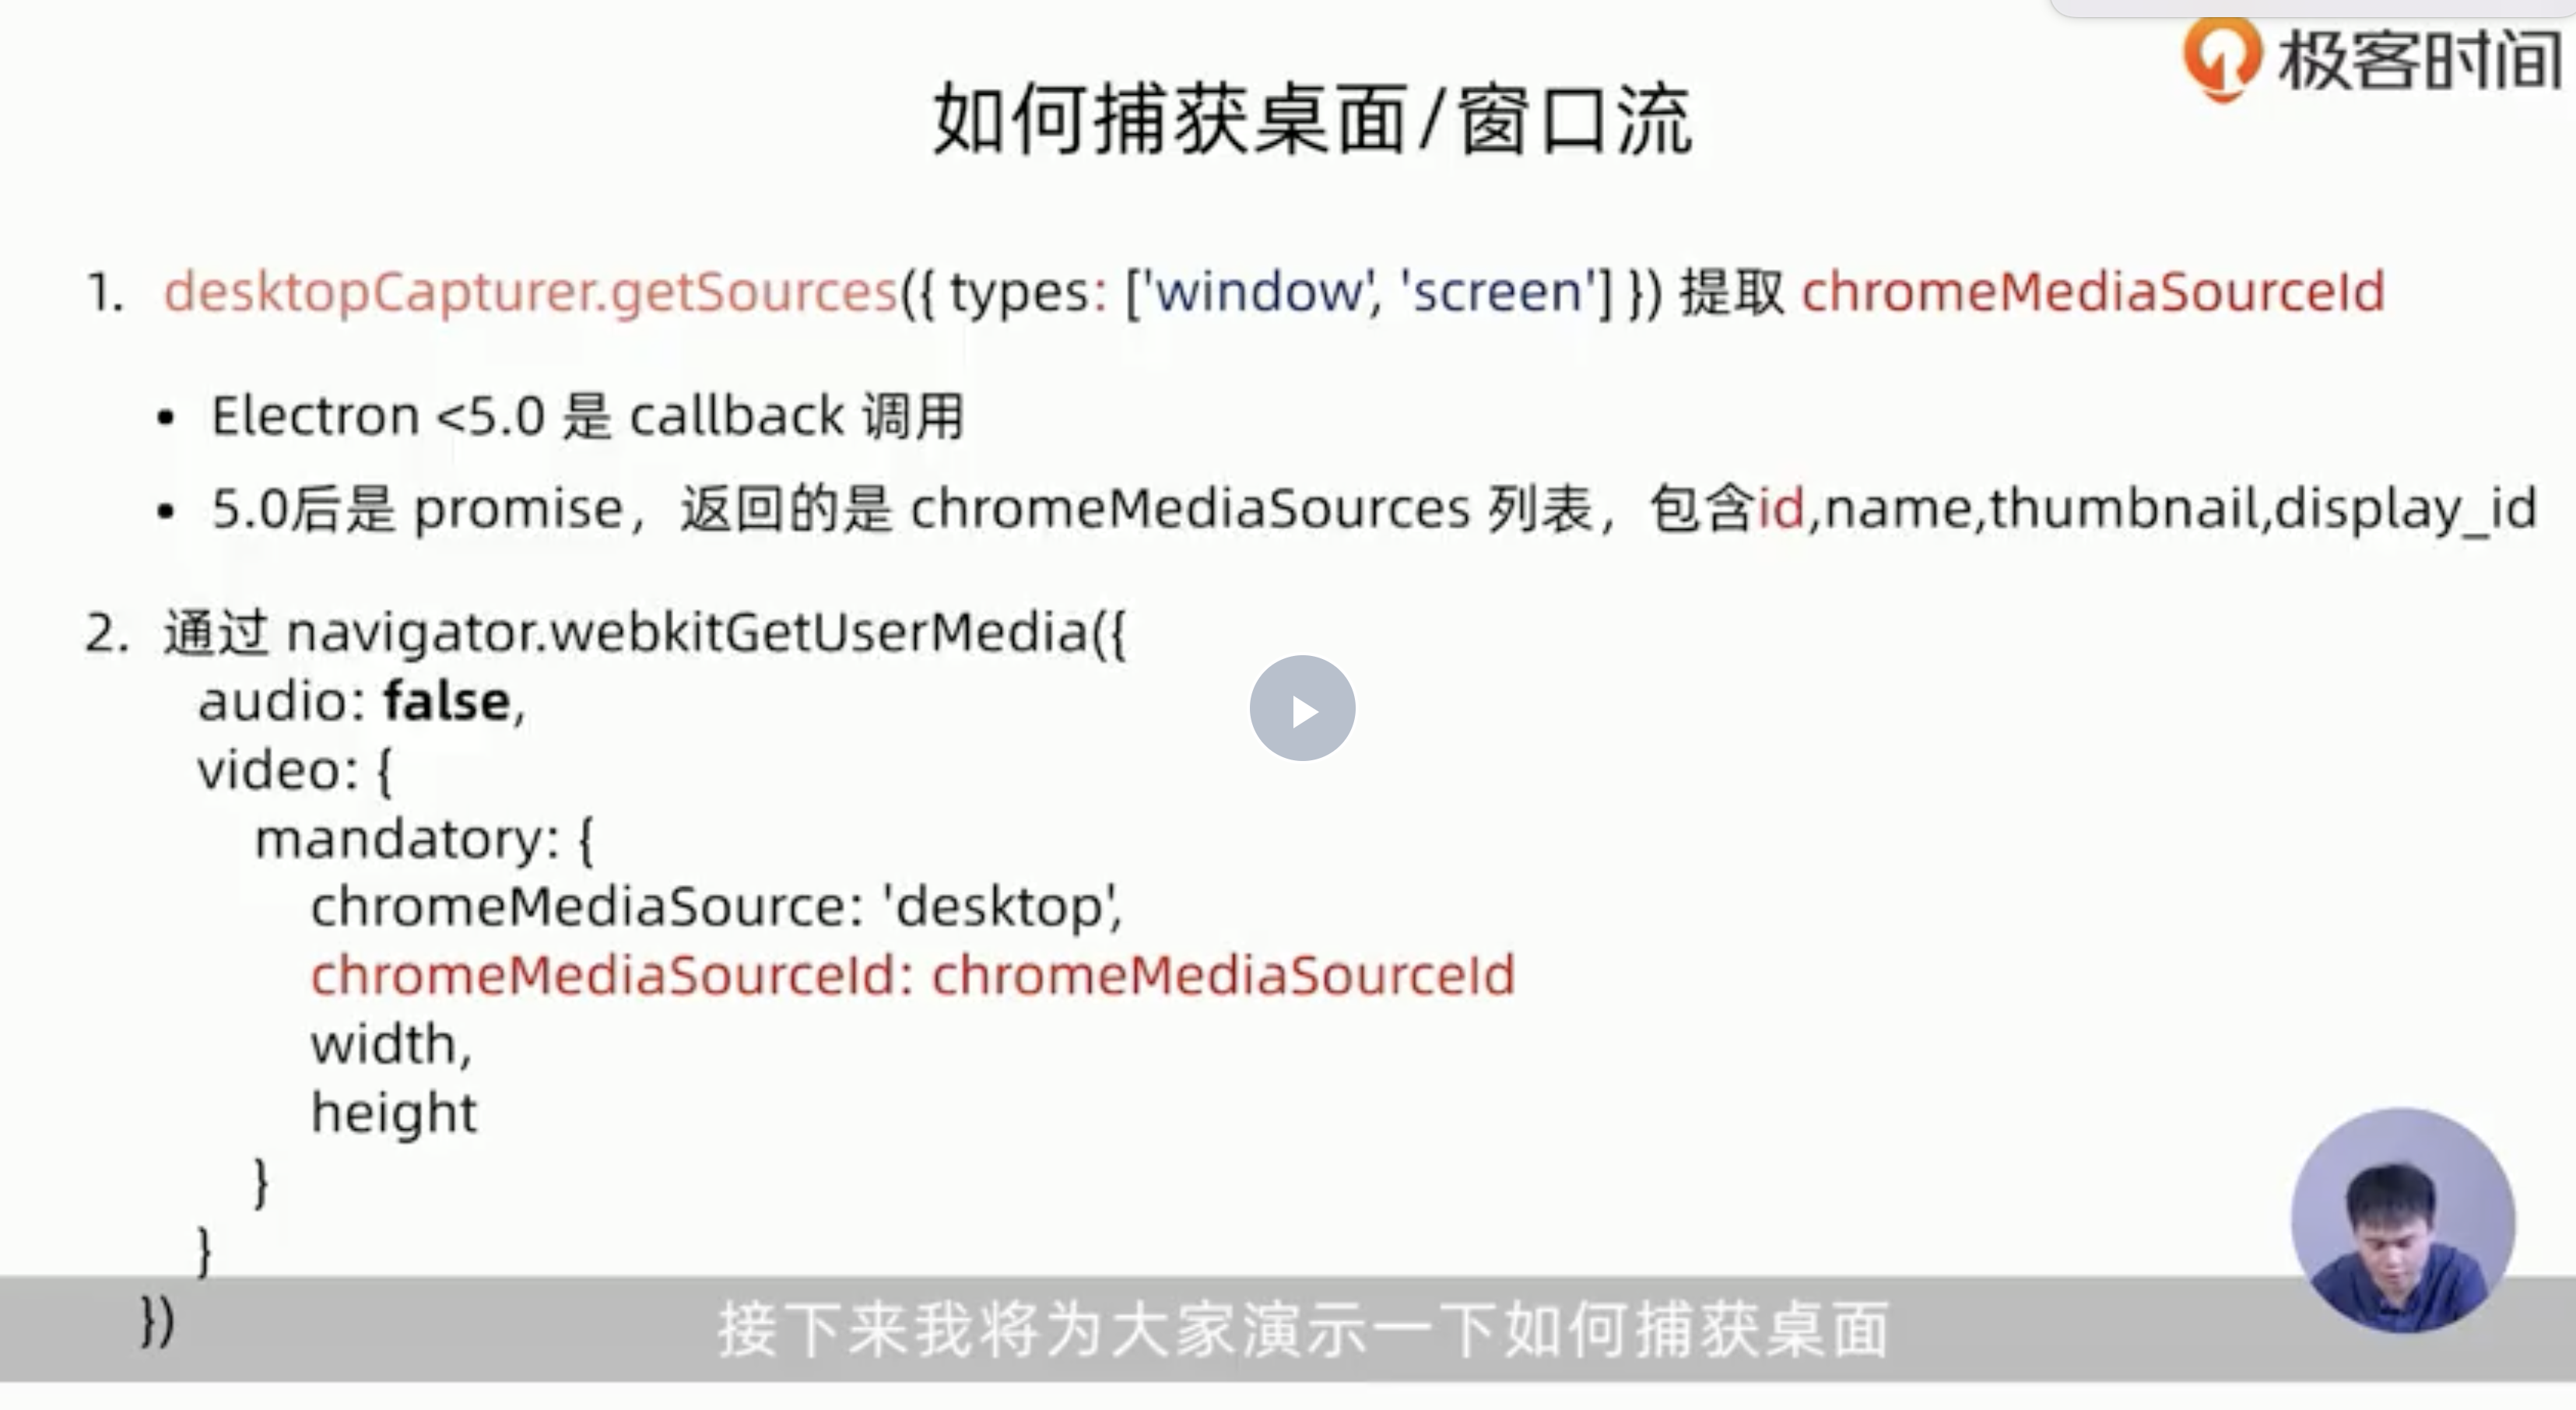 极客时间
如何捕获桌面/窗口流
1. desktopCapturer.getSources({ types: ['window', 'screen'] }) 提取 chromeMediaSourceId
• Electron <5.0 是 callback 调用
• 5.0后是 promise，返回的是 chromeMediaSources 列表，包含id,name,thumbnail,display_id
2. 通过 navigator.webkitGetUserMedia({
audio: false,
video: {
mandatory: {
chromeMediaSource: 'desktop',
chromeMediaSourceId: chromeMediaSourceId
width,
height
}
}
})
接下来我将为大家演示一下如何捕获桌面